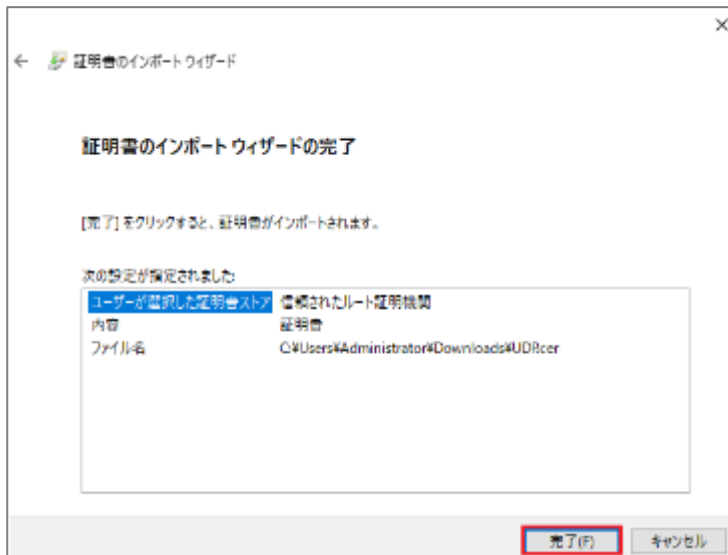 証明書のインポート ウィザード
証明書のインポート ウィザードの完了
[完了] をクリックすると、証明書がインポートされます。
次の設定が指定されました:
ユーザーが選択した証明書ストア 信頼されたルート証明機関
内容 証明書
ファイル名 C:¥Users¥Administrator¥Downloads¥UDP.cer
完了(F) キャンセル